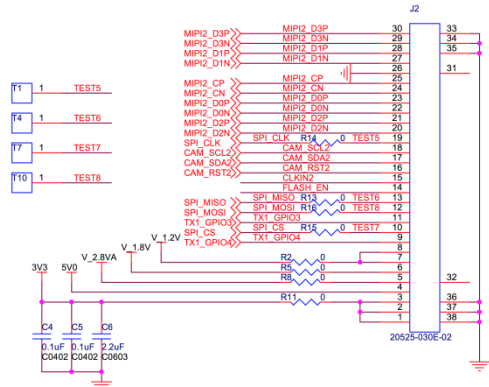 J2
MIPI2_D3P MIPI2_D3P 30 33
MIPI2_D3N MIPI2_D3N 29 34
MIPI2_D1P MIPI2_D1P 28 35
MIPI2_D1N MIPI2_D1N 27
26 31
MIPI2_CP MIPI2_CP 25
MIPI2_CN MIPI2_CN 24
T1 1 TEST5
MIPI2_D0P MIPI2_D0P 23
MIPI2_D0N MIPI2_D0N 22
MIPI2_D2P MIPI2_D2P 21
T4 1 TEST6
MIPI2_D2N MIPI2_D2N 20
SPI_CLK SPI_CLK R14 0 TEST5 19
CAM_SCL2 CAM_SCL2 18
T7 1 TEST7
CAM_SDA2 CAM_SDA2 17
CAM_RST2 CAM_RST2 16
T10 1 TEST8
CLKIN2 15
FLASH_EN 14
SPI_MISO SPI_MISO R13 0 TEST6 13
SPI_MOSI SPI_MOSI R16 0 TEST8 12
TX1_GPIO3 TX1_GPIO3 11
SPI_CS SPI_CS R15 0 TEST7 10
TX1_GPIO4 TX1_GPIO4 9
V_1.2V 8
V_1.8V R2 0 7
V_2.8VA R5 0 6
3V3 5V0 R8 0 5 32
4
R11 0 3 36
2 37
1 38
C4 C5 C6
0.1uF 0.1uF 2.2uF
C0402 C0402 C0603
20525-030E-02